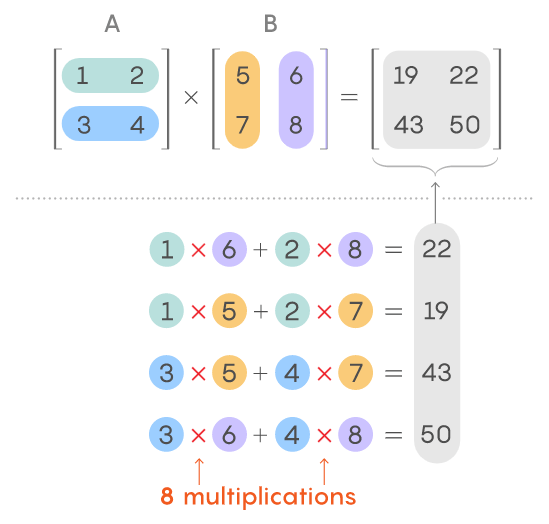 A B
[1 2] × [5 6] = [19 22]
[3 4] [7 8] [43 50]
1 × 6 + 2 × 8 = 22
1 × 5 + 2 × 7 = 19
3 × 5 + 4 × 7 = 43
3 × 6 + 4 × 8 = 50
8 multiplications